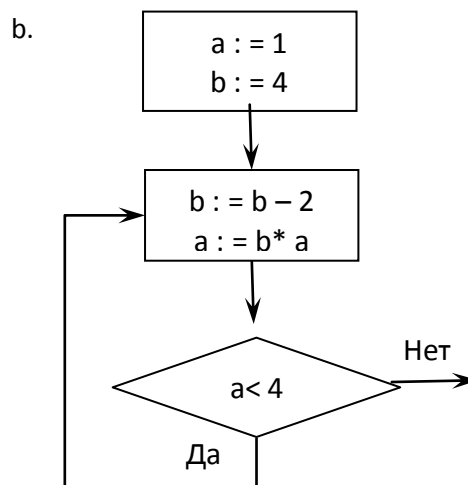 b.
a : = 1
b : = 4
b : = b – 2
a : = b* a
a< 4
Нет
Да